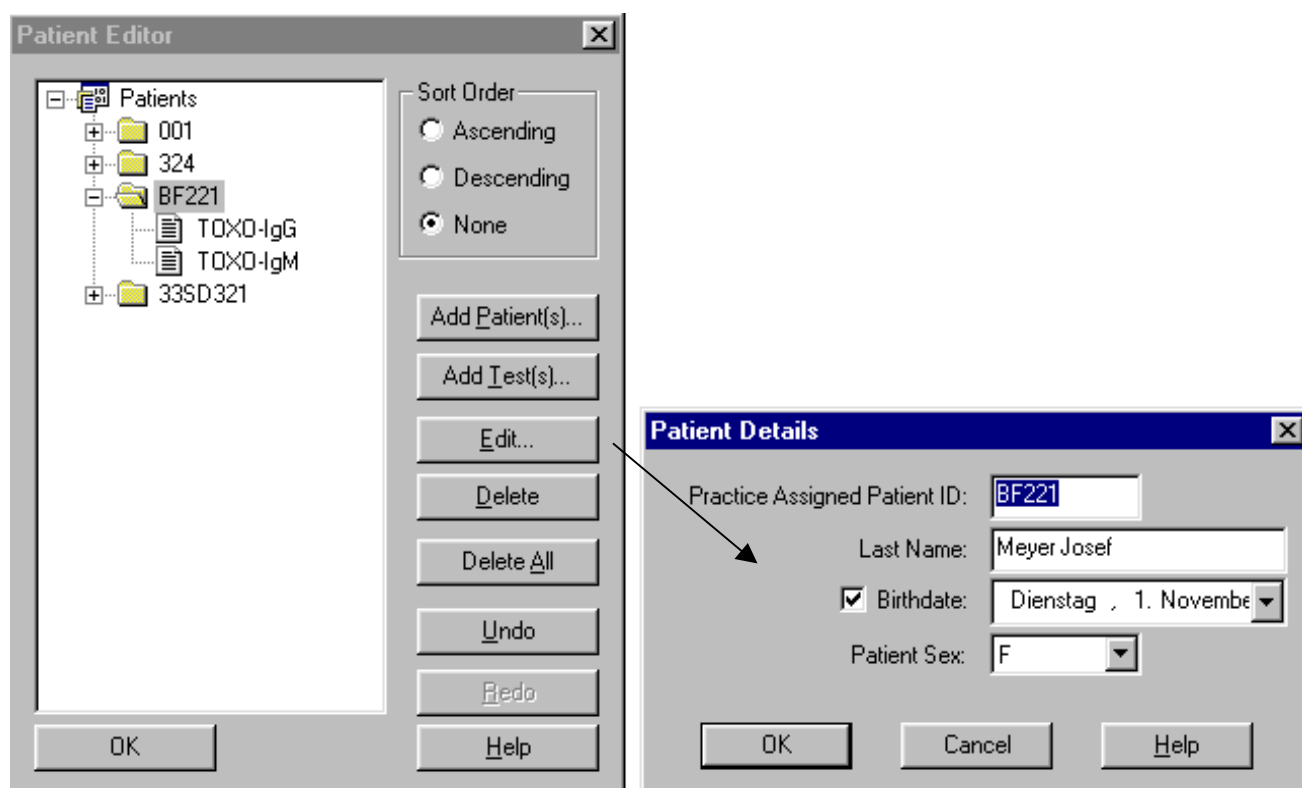 Patient Editor
Patients
001
324
BF221
TOXO-IgG
TOXO-IgM
33SD321
Sort Order
Ascending
Descending
None
Add Patient(s)...
Add Test(s)...
Edit...
Delete
Delete All
Undo
Redo
OK
Help
Patient Details
Practice Assigned Patient ID: BF221
Last Name: Meyer Josef
Birthdate: Dienstag , 1. Novembe
Patient Sex: F
OK Cancel Help